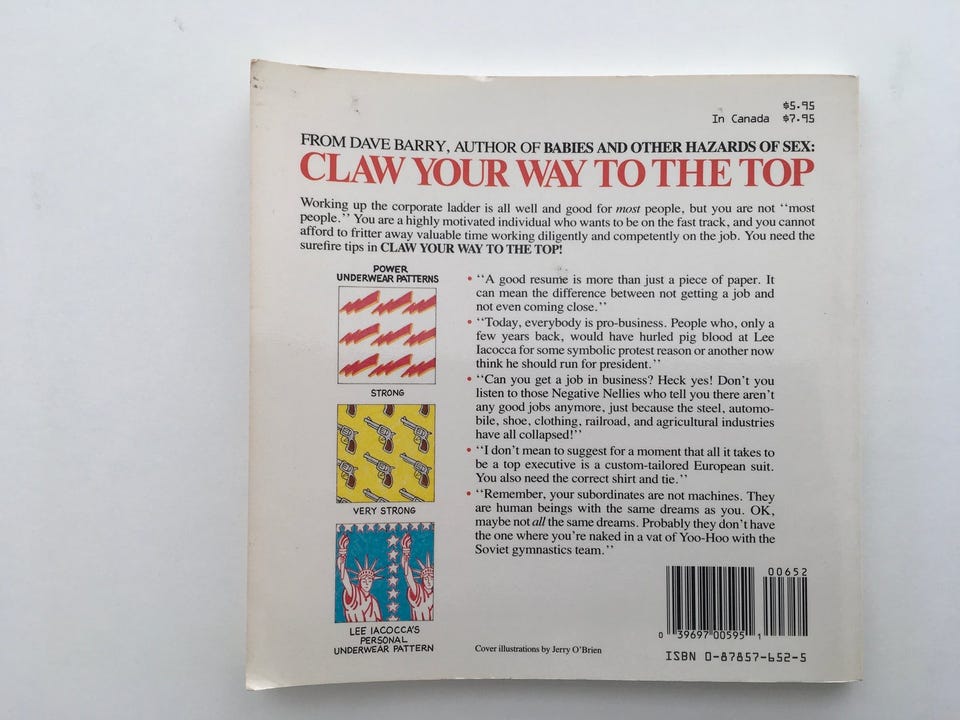 $5.95
In Canada $7.95
FROM DAVE BARRY, AUTHOR OF BABIES AND OTHER HAZARDS OF SEX:
CLAW YOUR WAY TO THE TOP
Working up the corporate ladder is all well and good for most people, but you are not "most
people." You are a highly motivated individual who wants to be on the fast track, and you cannot
afford to fritter away valuable time working diligently and competently on the job. You need the
surefire tips in CLAW YOUR WAY TO THE TOP!
POWER
UNDERWEAR PATTERNS
STRONG
VERY STRONG
LEE IACOCCA'S
PERSONAL
UNDERWEAR PATTERN
• "A good resume is more than just a piece of paper. It
can mean the difference between not getting a job and
not even coming close."
• "Today, everybody is pro-business. People who, only a
few years back, would have hurled pig blood at Lee
Iacocca for some symbolic protest reason or another now
think he should run for president."
• "Can you get a job in business? Heck yes! Don't you
listen to those Negative Nellies who tell you there aren't
any good jobs anymore, just because the steel, automo-
bile, shoe, clothing, railroad, and agricultural industries
have all collapsed!"
• "I don't mean to suggest for a moment that all it takes to
be a top executive is a custom-tailored European suit.
You also need the correct shirt and tie."
• "Remember, your subordinates are not machines. They
are human beings with the same dreams as you. OK,
maybe not all the same dreams. Probably they don't have
the one where you're naked in a vat of Yoo-Hoo with the
Soviet gymnastics team."
Cover illustrations by Jerry O'Brien
00652
0 39697 00595 1
ISBN 0-87857-652-5